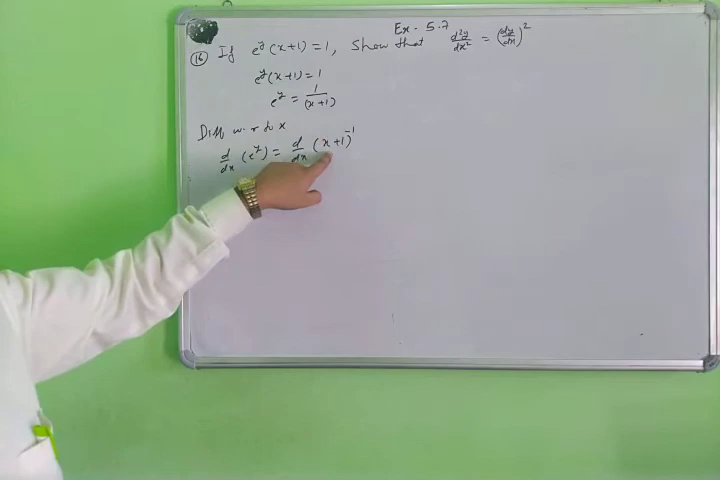 Ex - 5.7
(16) If e^y (x+1) = 1, Show that d²y/dx² = (dy/dx)²
e^y (x+1) = 1
e^y = 1/(x+1)
Diff w.r to x
d/dx (e^y) = d/dx (x+1)^-1